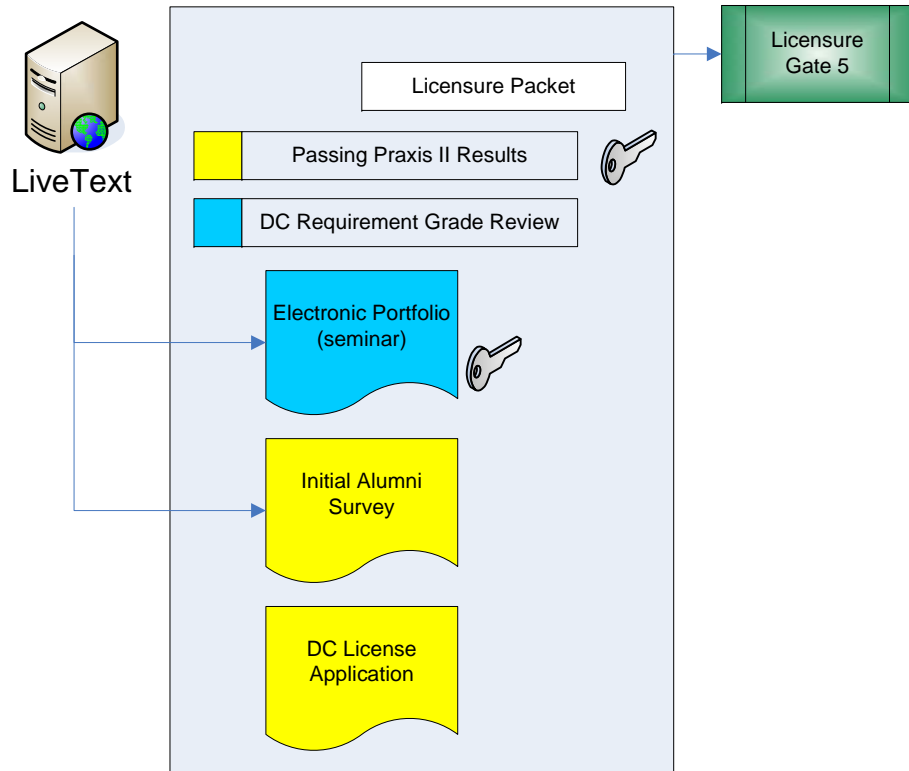 LiveText
Licensure
Gate 5
Licensure Packet
Passing Praxis II Results
DC Requirement Grade Review
Electronic Portfolio
(seminar)
Initial Alumni
Survey
DC License
Application